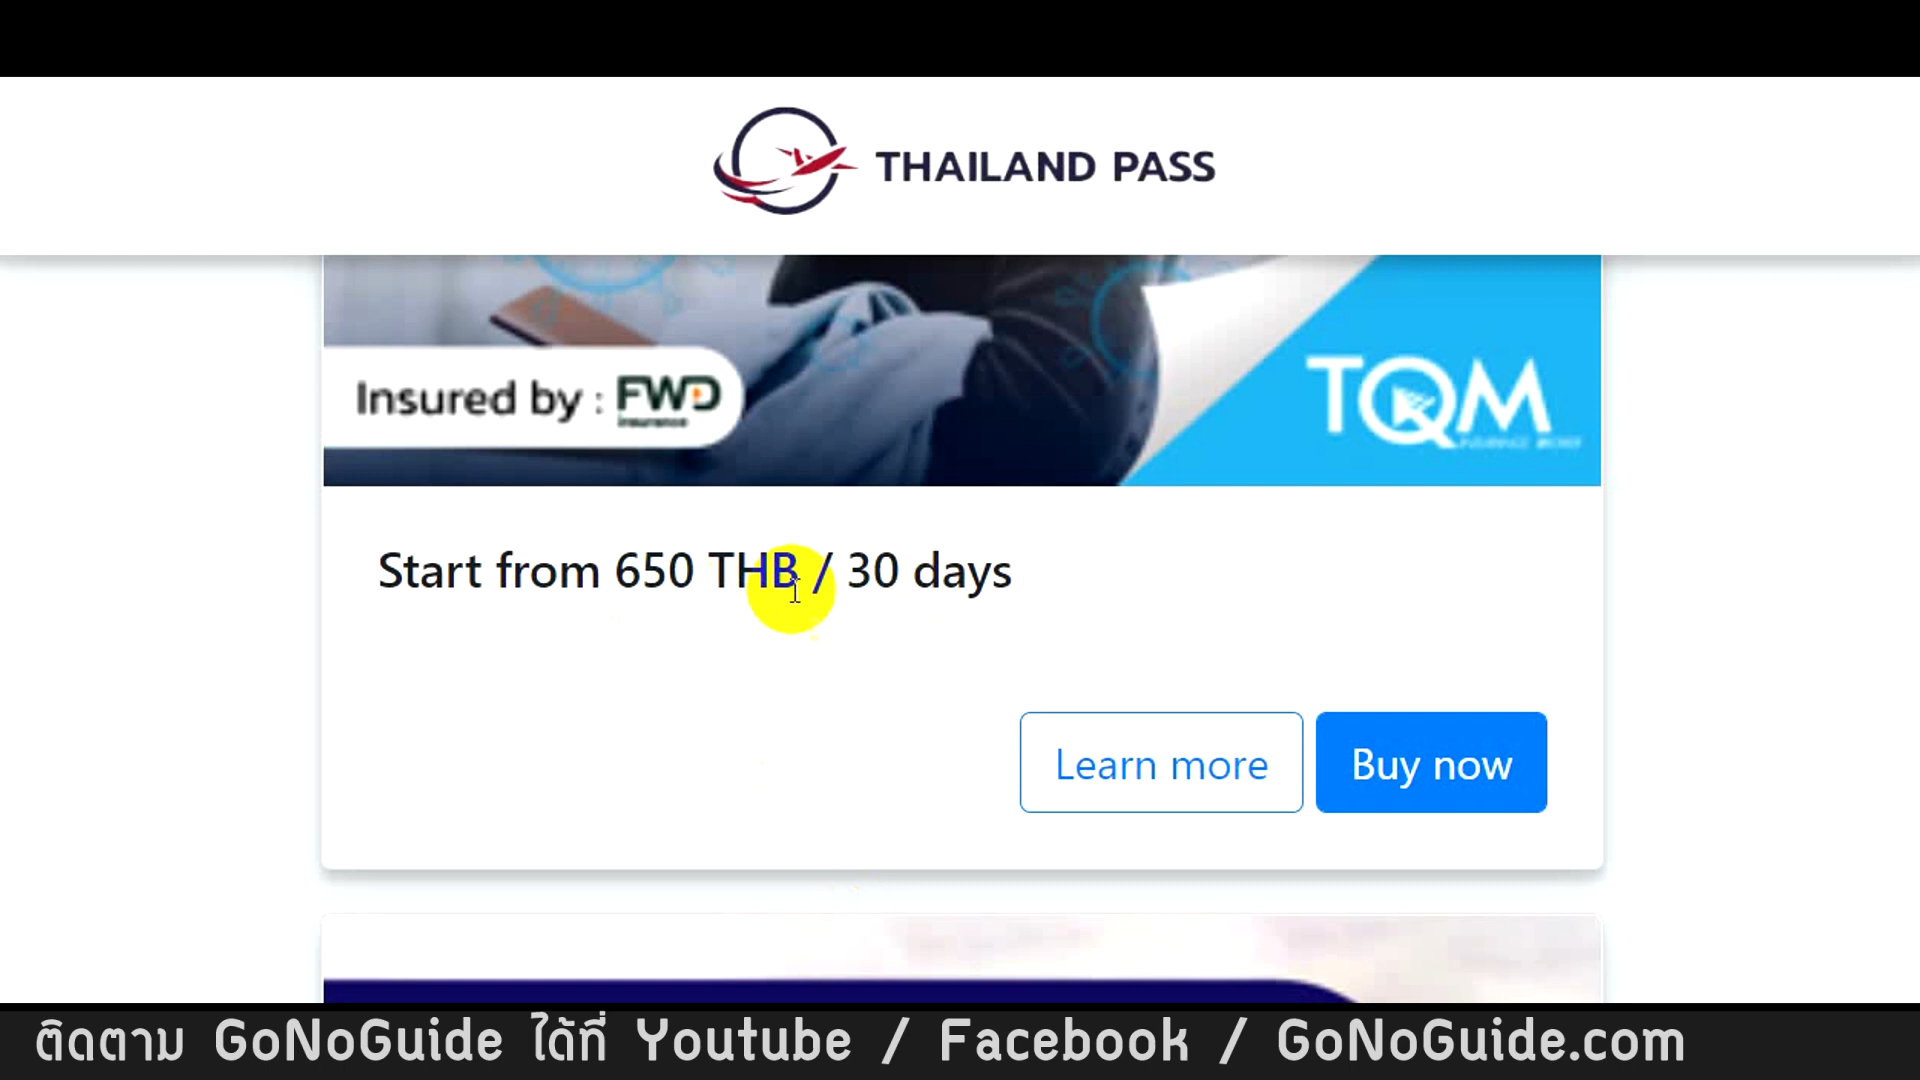 THAILAND PASS
Insured by : FWD
insurance
TQM
Start from 650 THB / 30 days
Learn more
Buy now
ติดตาม GoNoGuide ได้ที่ Youtube / Facebook / GoNoGuide.com